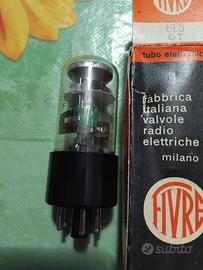 6E5
GT
tubo elettronico
fabbrica
italiana
valvole
radio
elettriche
milano
FIVRE
subito